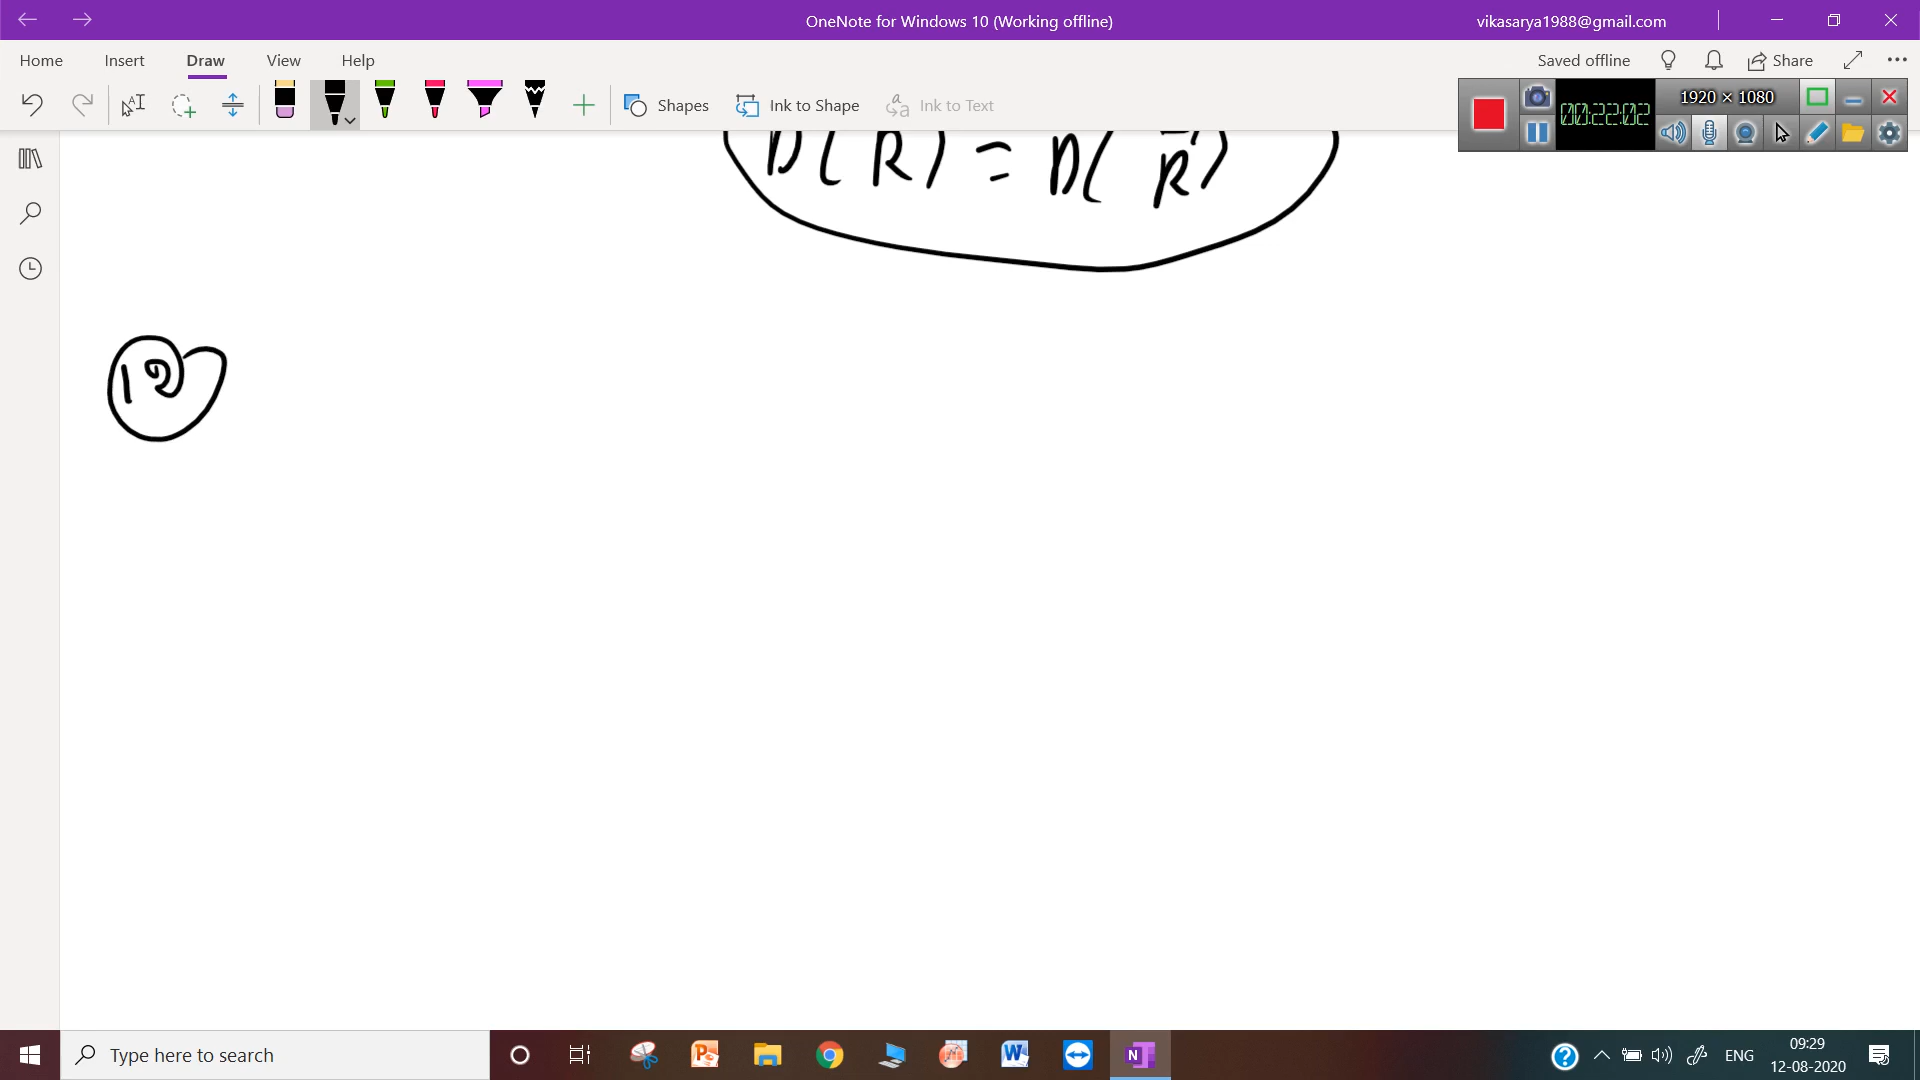 OneNote for Windows 10 (Working offline)
vikasarya1988@gmail.com
Home Insert Draw View Help
Saved offline
Share
Shapes
Ink to Shape
Ink to Text
1920 × 1080
00:22:02
D(R) = D(
12
Type here to search
ENG
09:29
12-08-2020